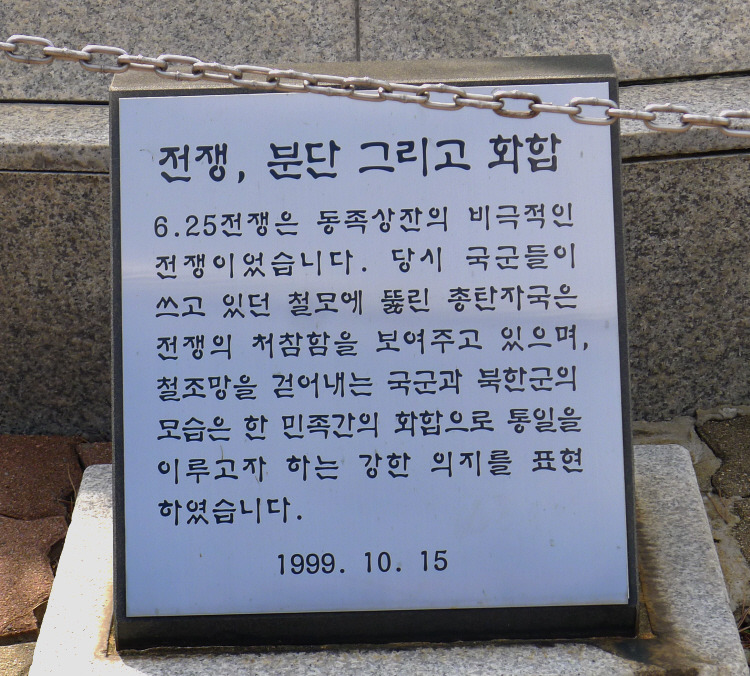 전쟁, 분단 그리고 화합
6.25전쟁은 동족상잔의 비극적인
전쟁이었습니다. 당시 국군들이
쓰고 있던 철모에 뚫린 총탄자국은
전쟁의 처참함을 보여주고 있으며,
철조망을 걷어내는 국군과 북한군의
모습은 한 민족간의 화합으로 통일을
이루고자 하는 강한 의지를 표현
하였습니다.
1999. 10. 15